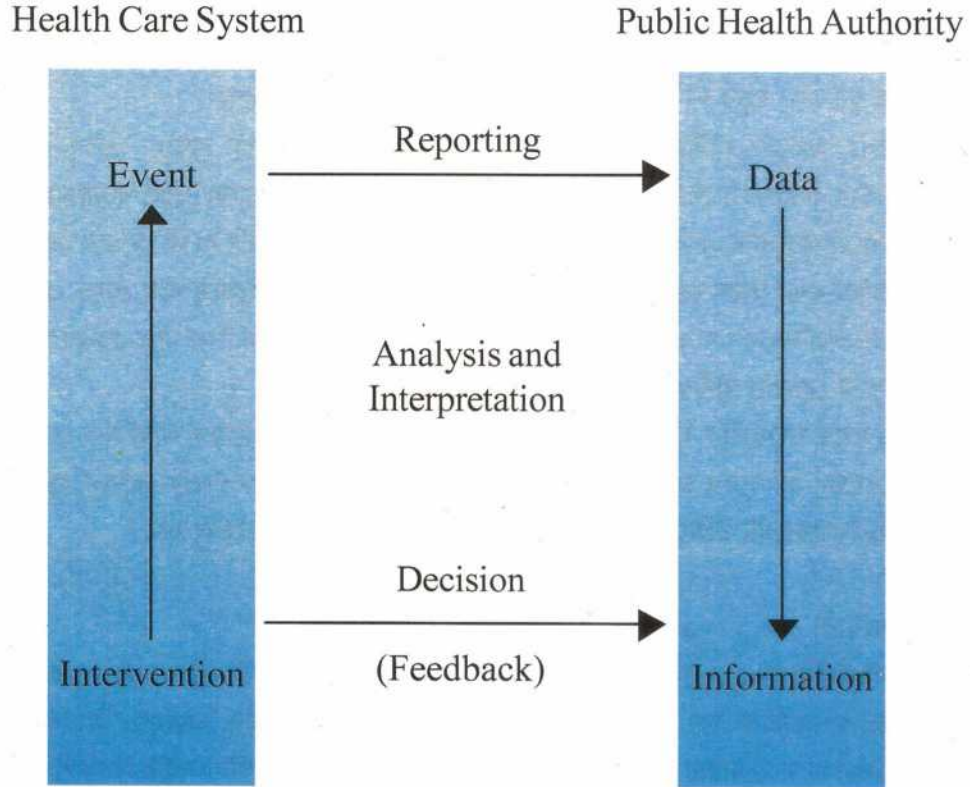 Health Care System
Public Health Authority
Reporting
Event
Data
Analysis and
Interpretation
Decision
Intervention
(Feedback)
Information